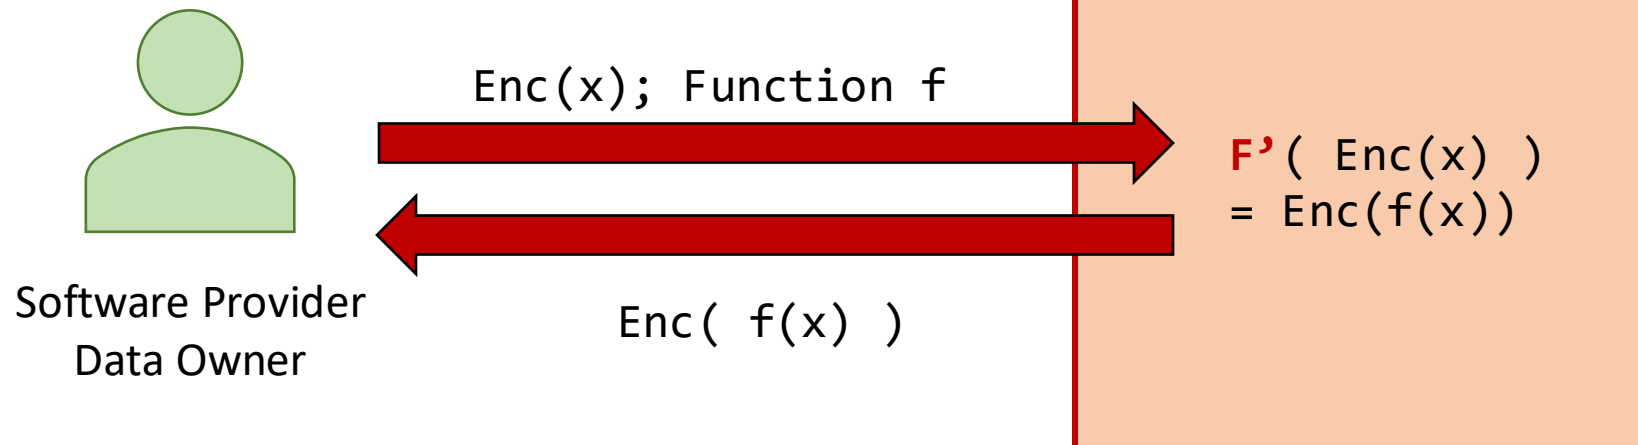 Enc(x); Function f
F’( Enc(x) )
= Enc(f(x))
Enc( f(x) )
Software Provider
Data Owner